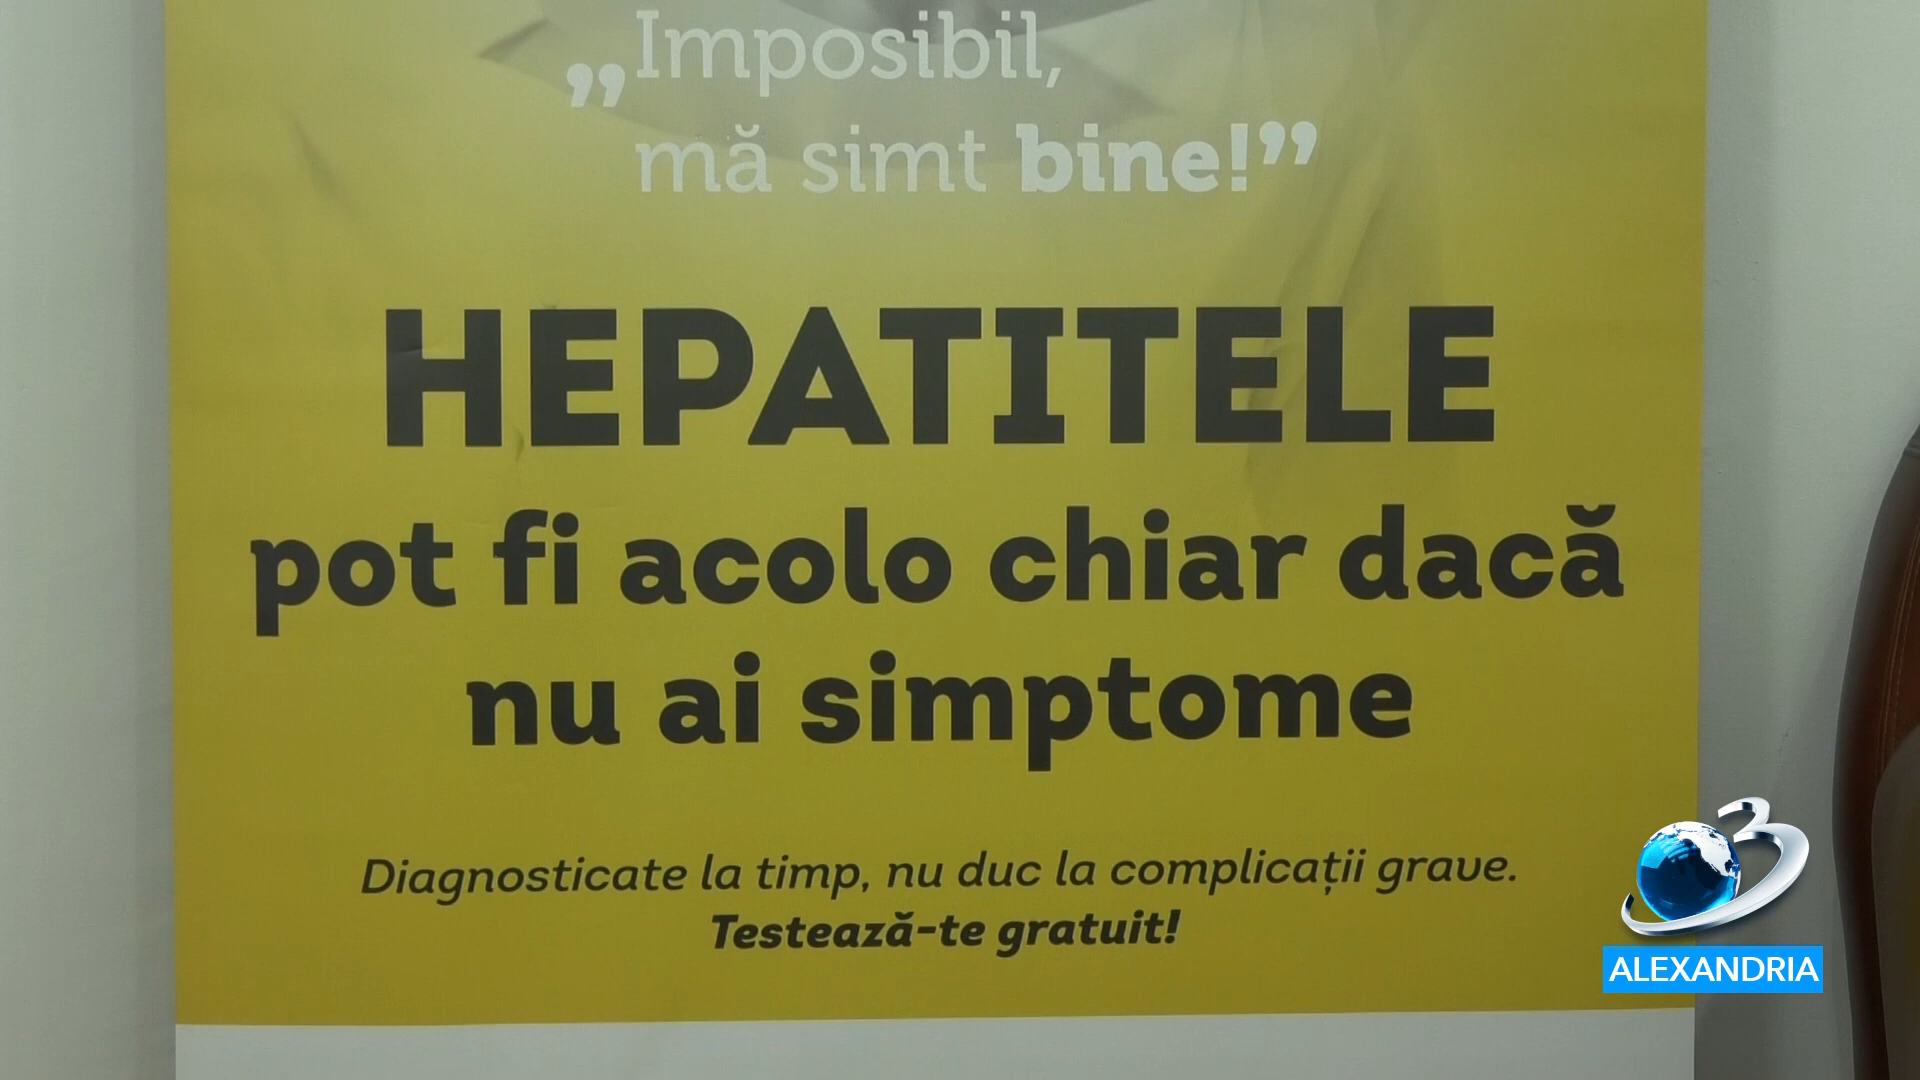 „Imposibil,
mă simt bine!”
HEPATITELE
pot fi acolo chiar dacă
nu ai simptome
Diagnosticate la timp, nu duc la complicații grave.
Testează-te gratuit!
3
ALEXANDRIA